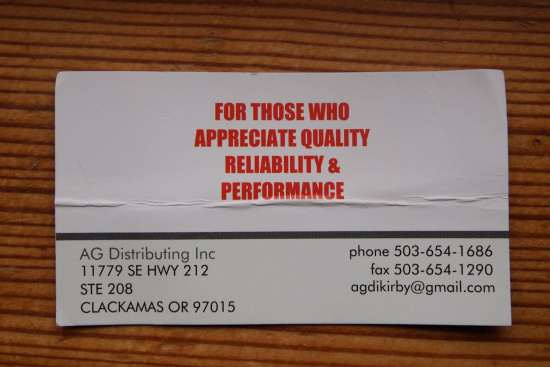 FOR THOSE WHO
APPRECIATE QUALITY
RELIABILITY &
PERFORMANCE
AG Distributing Inc
11779 SE HWY 212
STE 208
CLACKAMAS OR 97015
phone 503-654-1686
fax 503-654-1290
agdikirby@gmail.com